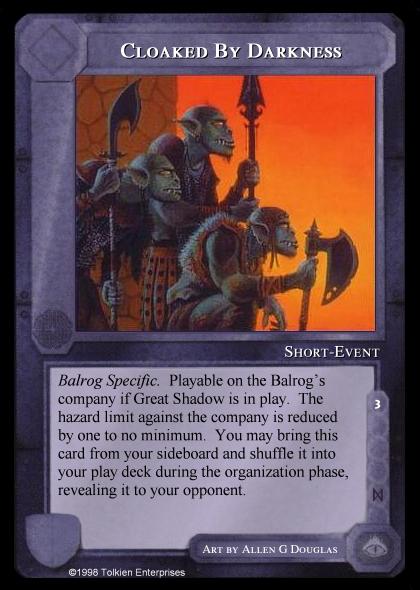 Cloaked By Darkness
Short-Event
Balrog Specific. Playable on the Balrog's
company if Great Shadow is in play. The
hazard limit against the company is reduced
by one to no minimum. You may bring this
card from your sideboard and shuffle it into
your play deck during the organization phase,
revealing it to your opponent.
3
Art by Allen G Douglas
©1998 Tolkien Enterprises